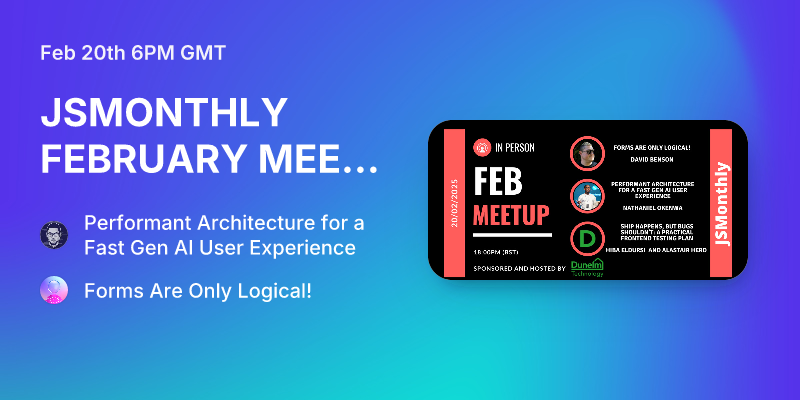 Feb 20th 6PM GMT
JSMONTHLY
FEBRUARY MEE...
Performant Architecture for a
Fast Gen AI User Experience
Forms Are Only Logical!
20/02/2025
IN PERSON
FEB
MEETUP
18:00PM (BST)
SPONSORED AND HOSTED BY
Dunelm
Technology
FORMS ARE ONLY LOGICAL!
DAVID BENSON
PERFORMANT ARCHITECTURE
FOR A FAST GEN AI USER
EXPERIENCE
NATHANIEL OKENWA
D
SHIP HAPPENS, BUT BUGS
SHOULDN'T: A PRACTICAL
FRONTEND TESTING PLAN
HIBA ELDURSI AND ALASTAIR HERD
JSMonthly